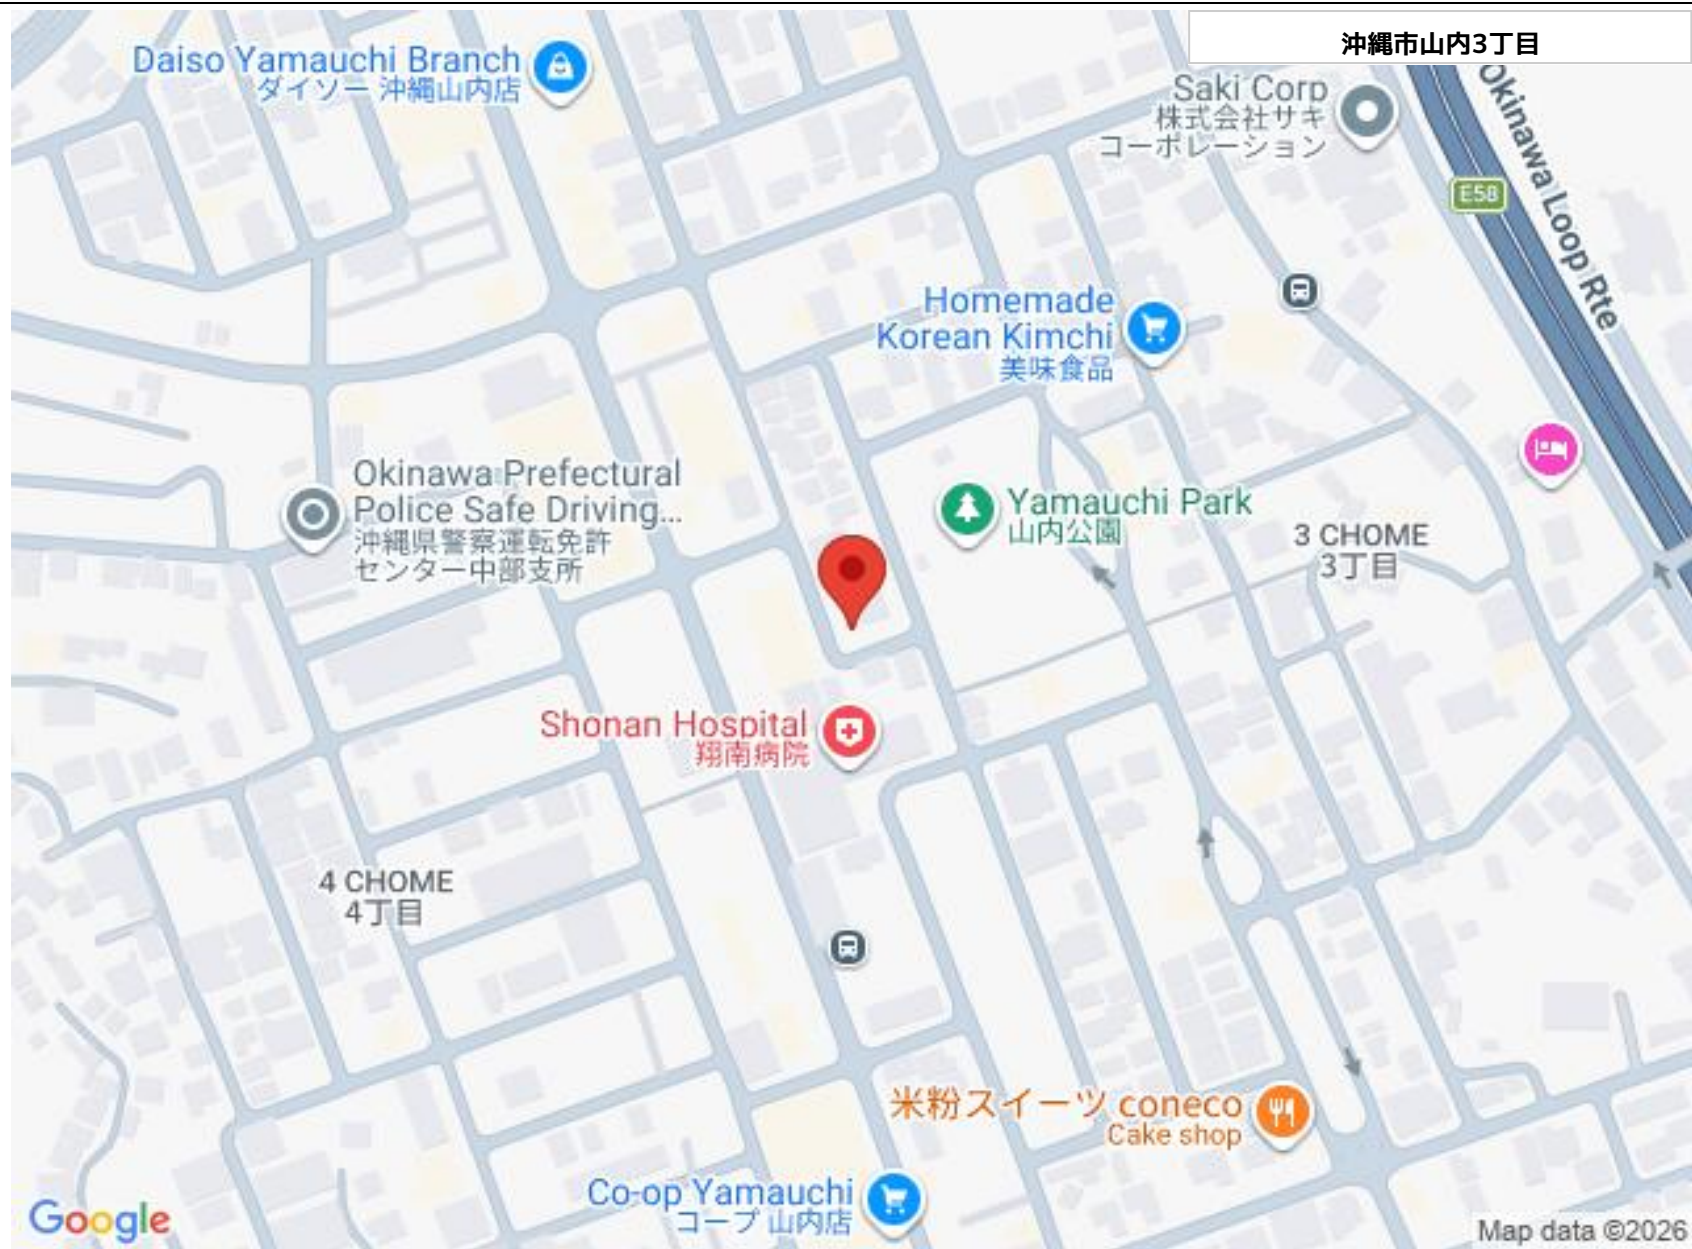 沖縄市山内3丁目
Daiso Yamauchi Branch
ダイソー 沖縄山内店
Saki Corp
株式会社サキ
コーポレーション
Okinawa Loop Rte
E58
Homemade
Korean Kimchi
美味食品
Okinawa Prefectural
Police Safe Driving...
沖縄県警察運転免許
センター中部支所
Yamauchi Park
山内公園
3 CHOME
3丁目
Shonan Hospital
翔南病院
4 CHOME
4丁目
米粉スイーツ coneco
Cake shop
Co-op Yamauchi
コープ 山内店
Google
Map data ©2026